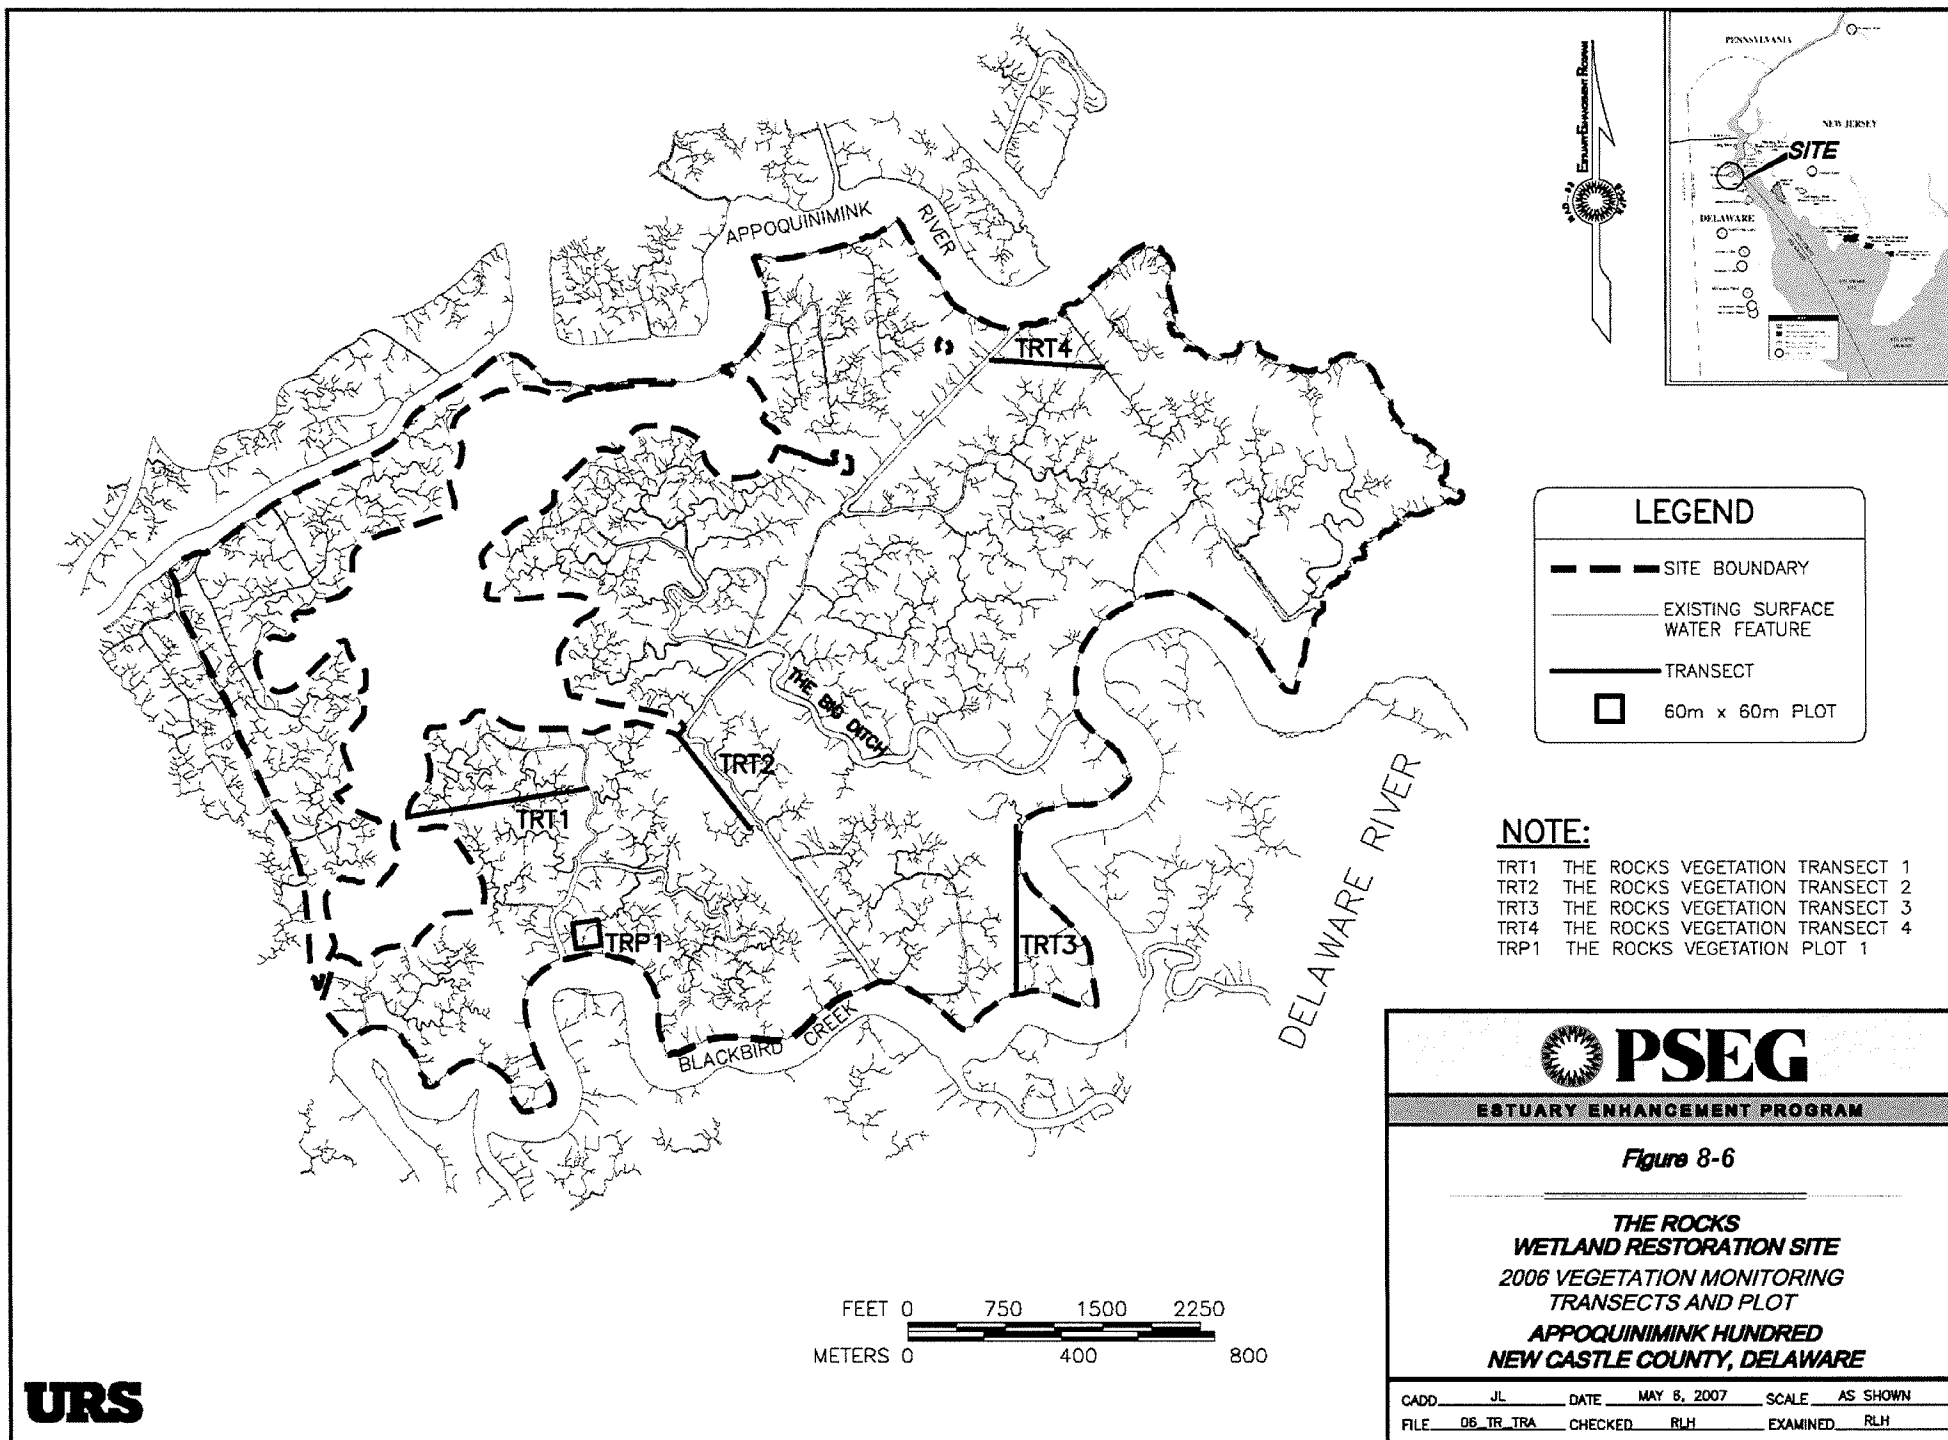 PENNSYLVANIA
NEW JERSEY
SITE
DELAWARE
ESTUARY ENHANCEMENT PROGRAM
APPOQUINIMINK RIVER
TRT4
THE BIG DITCH
TRT2
TRT1
TRT3
TRP1
BLACKBIRD CREEK
DELAWARE RIVER
LEGEND
SITE BOUNDARY
EXISTING SURFACE
WATER FEATURE
TRANSECT
60m x 60m PLOT
NOTE:
TRT1 THE ROCKS VEGETATION TRANSECT 1
TRT2 THE ROCKS VEGETATION TRANSECT 2
TRT3 THE ROCKS VEGETATION TRANSECT 3
TRT4 THE ROCKS VEGETATION TRANSECT 4
TRP1 THE ROCKS VEGETATION PLOT 1
FEET 0 750 1500 2250
METERS 0 400 800
URS
PSEG
ESTUARY ENHANCEMENT PROGRAM
Figure 8-6
THE ROCKS
WETLAND RESTORATION SITE
2006 VEGETATION MONITORING
TRANSECTS AND PLOT
APPOQUINIMINK HUNDRED
NEW CASTLE COUNTY, DELAWARE
CADD JL DATE MAY 8, 2007 SCALE AS SHOWN
FILE 06_TR_TRA CHECKED RLH EXAMINED RLH